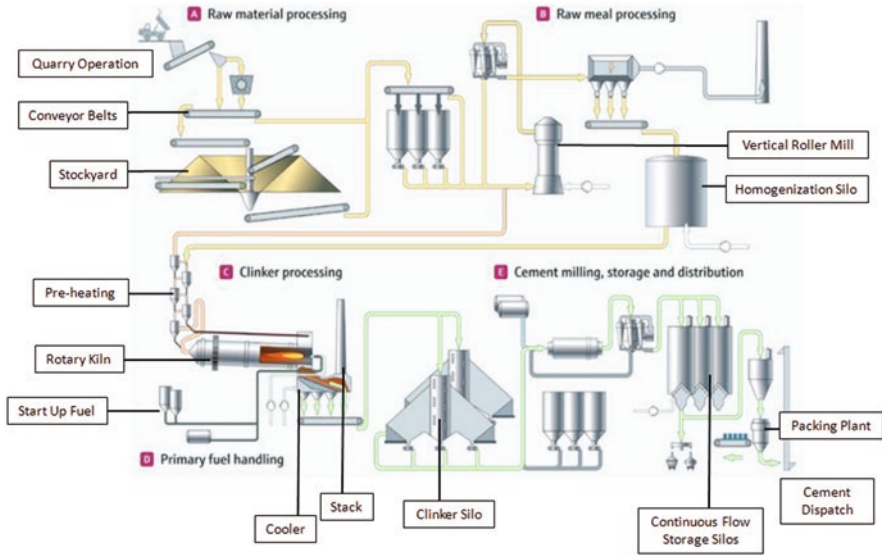 A Raw material processing
B Raw meal processing
Quarry Operation
Conveyor Belts
Vertical Roller Mill
Stockyard
Homogenization Silo
C Clinker processing
E Cement milling, storage and distribution
Pre-heating
Rotary Kiln
Start Up Fuel
Packing Plant
D Primary fuel handling
Stack
Clinker Silo
Cement
Dispatch
Cooler
Continuous Flow
Storage Silos